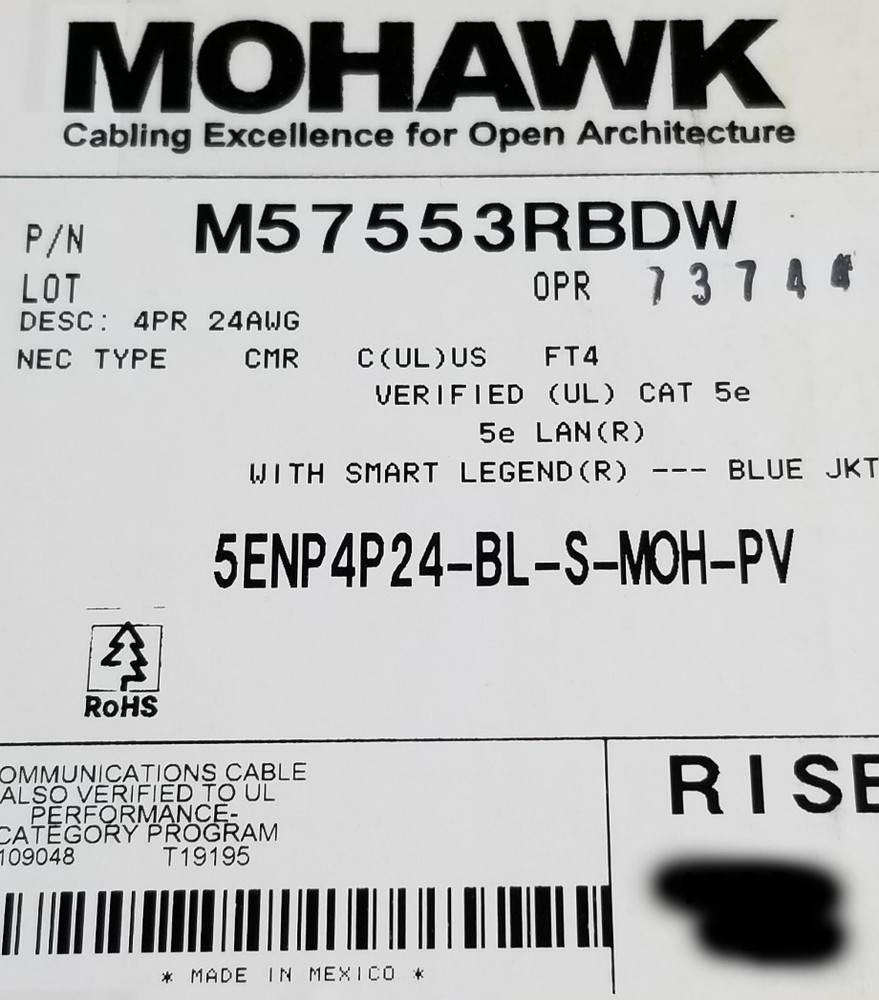 MOHAWK
Cabling Excellence for Open Architecture
P/N M57553RBDW
LOT OPR 73744
DESC: 4PR 24AWG
NEC TYPE CMR C(UL)US FT4
VERIFIED (UL) CAT 5e
5e LAN(R)
WITH SMART LEGEND(R) --- BLUE JKT
5ENP4P24-BL-S-MOH-PV
RoHS
OMMUNICATIONS CABLE
ALSO VERIFIED TO UL
PERFORMANCE-
CATEGORY PROGRAM
109048 T19195
RISE
* MADE IN MEXICO *